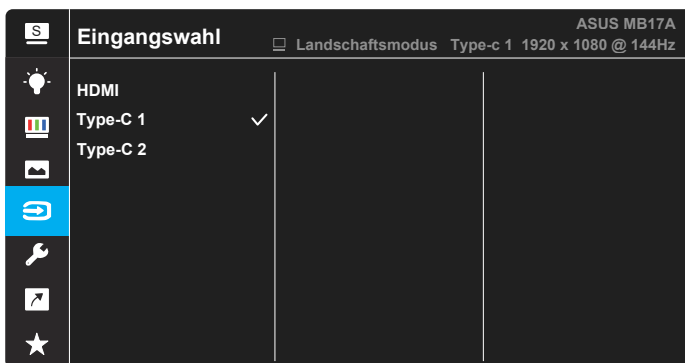 S
Eingangswahl
ASUS MB17A
Landschaftsmodus Type-c 1 1920 x 1080 @ 144Hz
HDMI
Type-C 1
Type-C 2